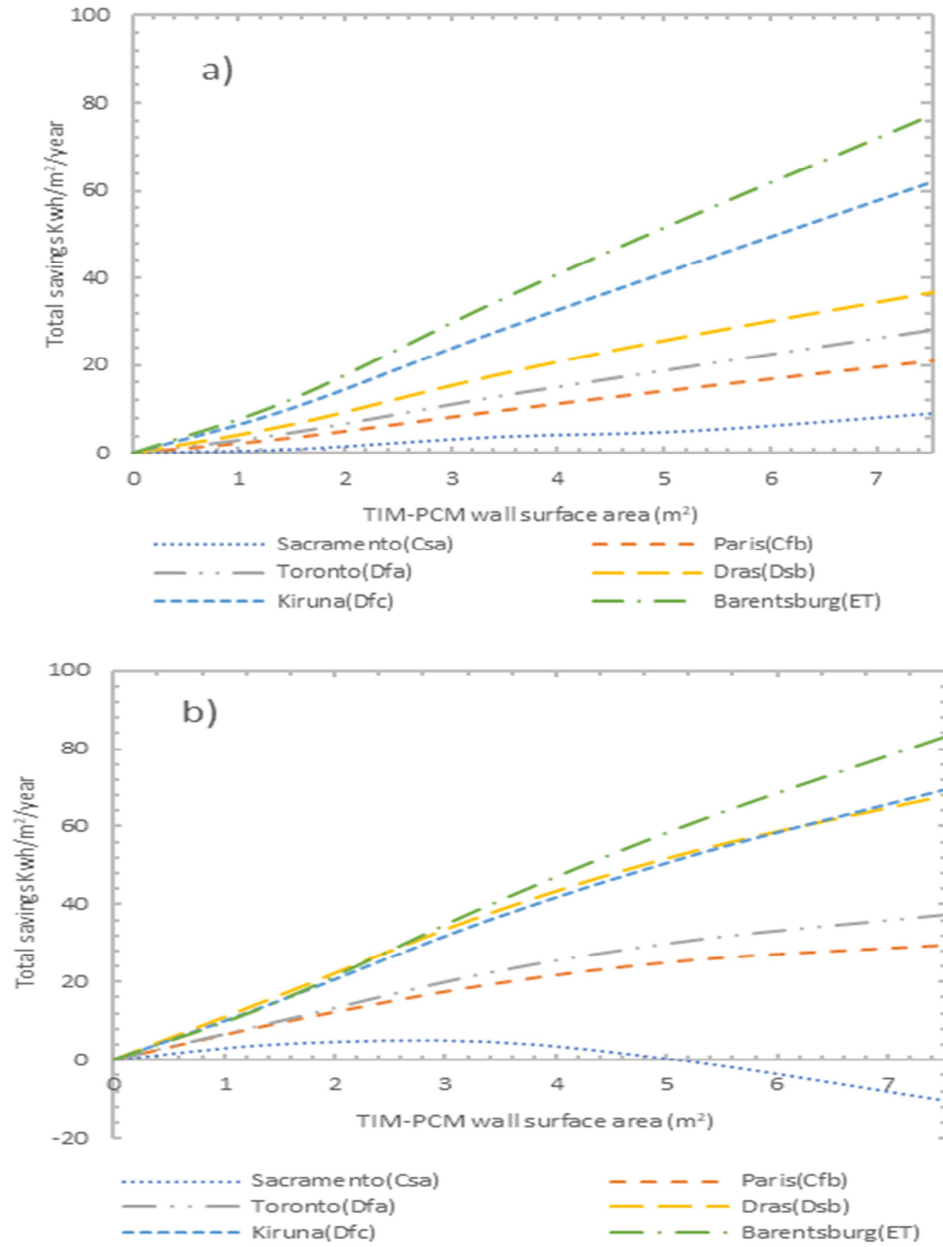 a)
Total savings Kwh/m²/year
100
80
60
40
20
0
0 1 2 3 4 5 6 7
TIM-PCM wall surface area (m²)
Sacramento(Csa) Paris(Cfb)
Toronto(Dfa) Dras(Dsb)
Kiruna(Dfc) Barentsburg(ET)
b)
Total savings Kwh/m²/year
100
80
60
40
20
0
-20
0 1 2 3 4 5 6 7
TIM-PCM wall surface area (m²)
Sacramento(Csa) Paris(Cfb)
Toronto(Dfa) Dras(Dsb)
Kiruna(Dfc) Barentsburg(ET)